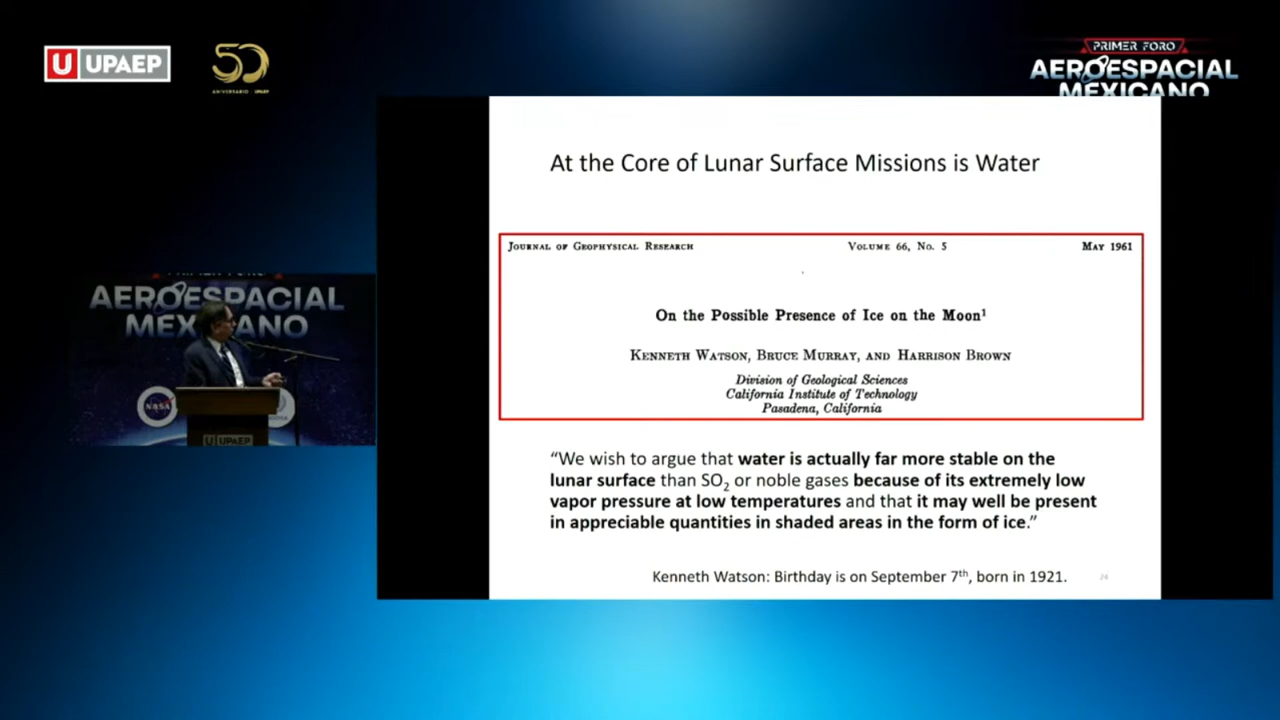 U UPAEP
50
ANIVERSARIO UPAEP
PRIMER FORO
AEROESPACIAL
MEXICANO
At the Core of Lunar Surface Missions is Water
JOURNAL OF GEOPHYSICAL RESEARCH VOLUME 66, NO. 5 MAY 1961
On the Possible Presence of Ice on the Moon¹
KENNETH WATSON, BRUCE MURRAY, AND HARRISON BROWN
Division of Geological Sciences
California Institute of Technology
Pasadena, California
“We wish to argue that water is actually far more stable on the
lunar surface than SO₂ or noble gases because of its extremely low
vapor pressure at low temperatures and that it may well be present
in appreciable quantities in shaded areas in the form of ice.”
Kenneth Watson: Birthday is on September 7th, born in 1921.
PRIMER FORO
AEROESPACIAL
MEXICANO
NASA
U UPAEP